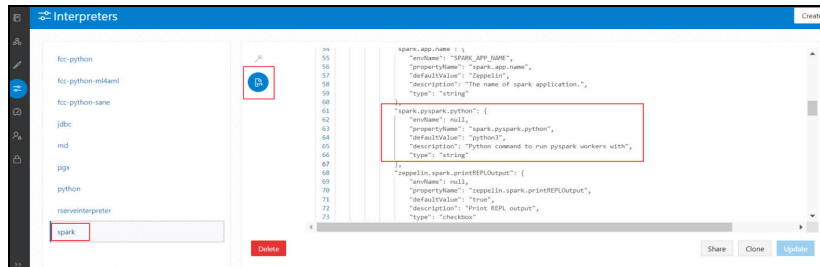 Interpreters
Create
fcc-python
fcc-python-ml4aml
fcc-python-sane
jdbc
md
pgx
python
rserveinterpreter
spark
54 "spark.app.name": {
55 "envName": "SPARK_APP_NAME",
56 "propertyName": "spark.app.name",
57 "defaultValue": "Zeppelin",
58 "description": "The name of spark application.",
59 "type": "string"
60 },
61 "spark.pyspark.python": {
62 "envName": null,
63 "propertyName": "spark.pyspark.python",
64 "defaultValue": "python3",
65 "description": "Python command to run pyspark workers with",
66 "type": "string"
67 },
68 "zeppelin.spark.printREPLOutput": {
69 "envName": null,
70 "propertyName": "zeppelin.spark.printREPLOutput",
71 "defaultValue": "true",
72 "description": "Print REPL output",
73 "type": "checkbox"
Delete
Share Clone Update